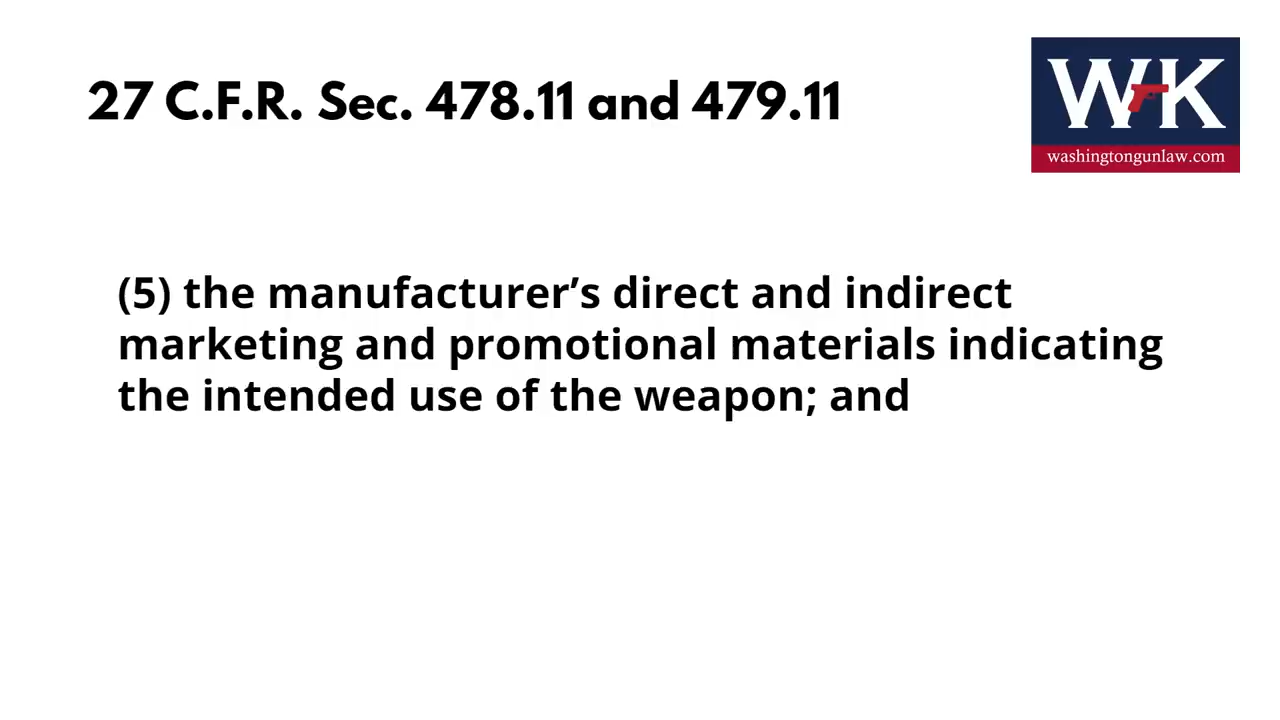 27 C.F.R. Sec. 478.11 and 479.11
WK
washingtongunlaw.com
(5) the manufacturer’s direct and indirect
marketing and promotional materials indicating
the intended use of the weapon; and